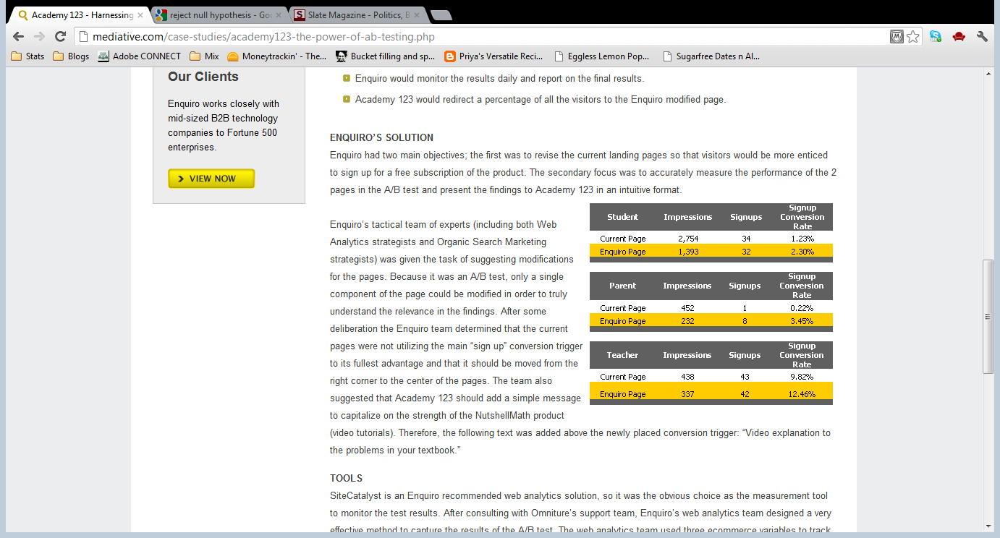 Academy 123 - Harnessing
reject null hypothesis - Goo
Slate Magazine - Politics, B
mediative.com/case-studies/academy123-the-power-of-ab-testing.php
Stats
Blogs
Adobe CONNECT
Mix
Moneytrackin' - The...
Bucket filling and sp...
Priya's Versatile Reci...
Eggless Lemon Pop...
Sugarfree Dates n Al...
Our Clients
Enquiro works closely with
mid-sized B2B technology
companies to Fortune 500
enterprises.
VIEW NOW
Enquiro would monitor the results daily and report on the final results.
Academy 123 would redirect a percentage of all the visitors to the Enquiro modified page.
ENQUIRO'S SOLUTION
Enquiro had two main objectives; the first was to revise the current landing pages so that visitors would be more enticed
to sign up for a free subscription of the product. The secondary focus was to accurately measure the performance of the 2
pages in the A/B test and present the findings to Academy 123 in an intuitive format.
Enquiro's tactical team of experts (including both Web
Analytics strategists and Organic Search Marketing
strategists) was given the task of suggesting modifications
for the pages. Because it was an A/B test, only a single
component of the page could be modified in order to truly
understand the relevance in the findings. After some
deliberation the Enquiro team determined that the current
pages were not utilizing the main “sign up” conversion trigger
to its fullest advantage and that it should be moved from the
right corner to the center of the pages. The team also
suggested that Academy 123 should add a simple message
to capitalize on the strength of the NutshellMath product
(video tutorials). Therefore, the following text was added above the newly placed conversion trigger: “Video explanation to
the problems in your textbook.”
Student Impressions Signups Signup Conversion Rate
Current Page 2,754 34 1.23%
Enquiro Page 1,393 32 2.30%
Parent Impressions Signups Signup Conversion Rate
Current Page 452 1 0.22%
Enquiro Page 232 8 3.45%
Teacher Impressions Signups Signup Conversion Rate
Current Page 438 43 9.82%
Enquiro Page 337 42 12.46%
TOOLS
SiteCatalyst is an Enquiro recommended web analytics solution, so it was the obvious choice as the measurement tool
to monitor the test results. After consulting with Omniture's support team, Enquiro's web analytics team designed a very
effective method to capture the results of the A/B test. The web analytics team used three ecommerce variables to track